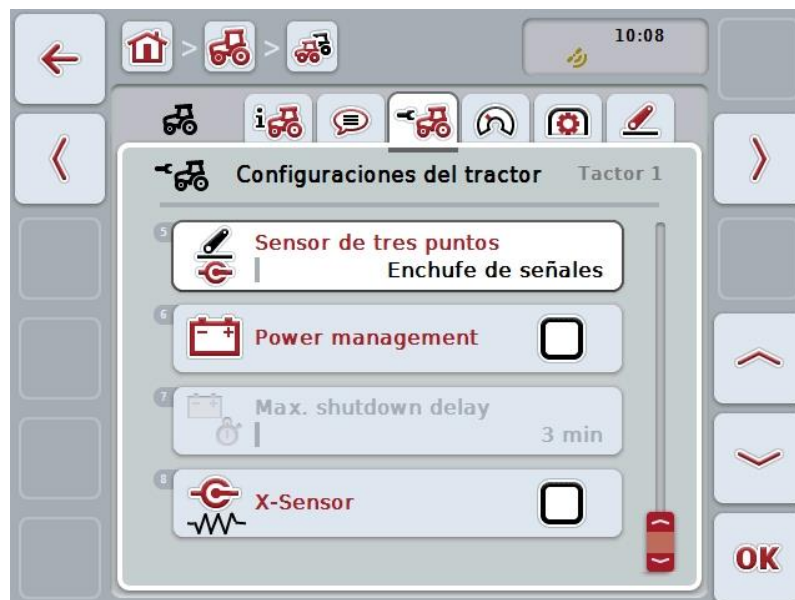 10:08
Configuraciones del tractor Tactor 1
5
Sensor de tres puntos
Enchufe de señales
6
Power management
7
Max. shutdown delay
3 min
8
X-Sensor
OK